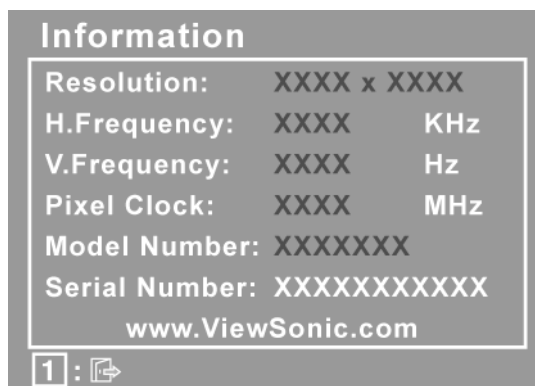 Information
Resolution: XXXX x XXXX
H.Frequency: XXXX KHz
V.Frequency: XXXX Hz
Pixel Clock: XXXX MHz
Model Number: XXXXXXX
Serial Number: XXXXXXXXXXX
www.ViewSonic.com
1 :